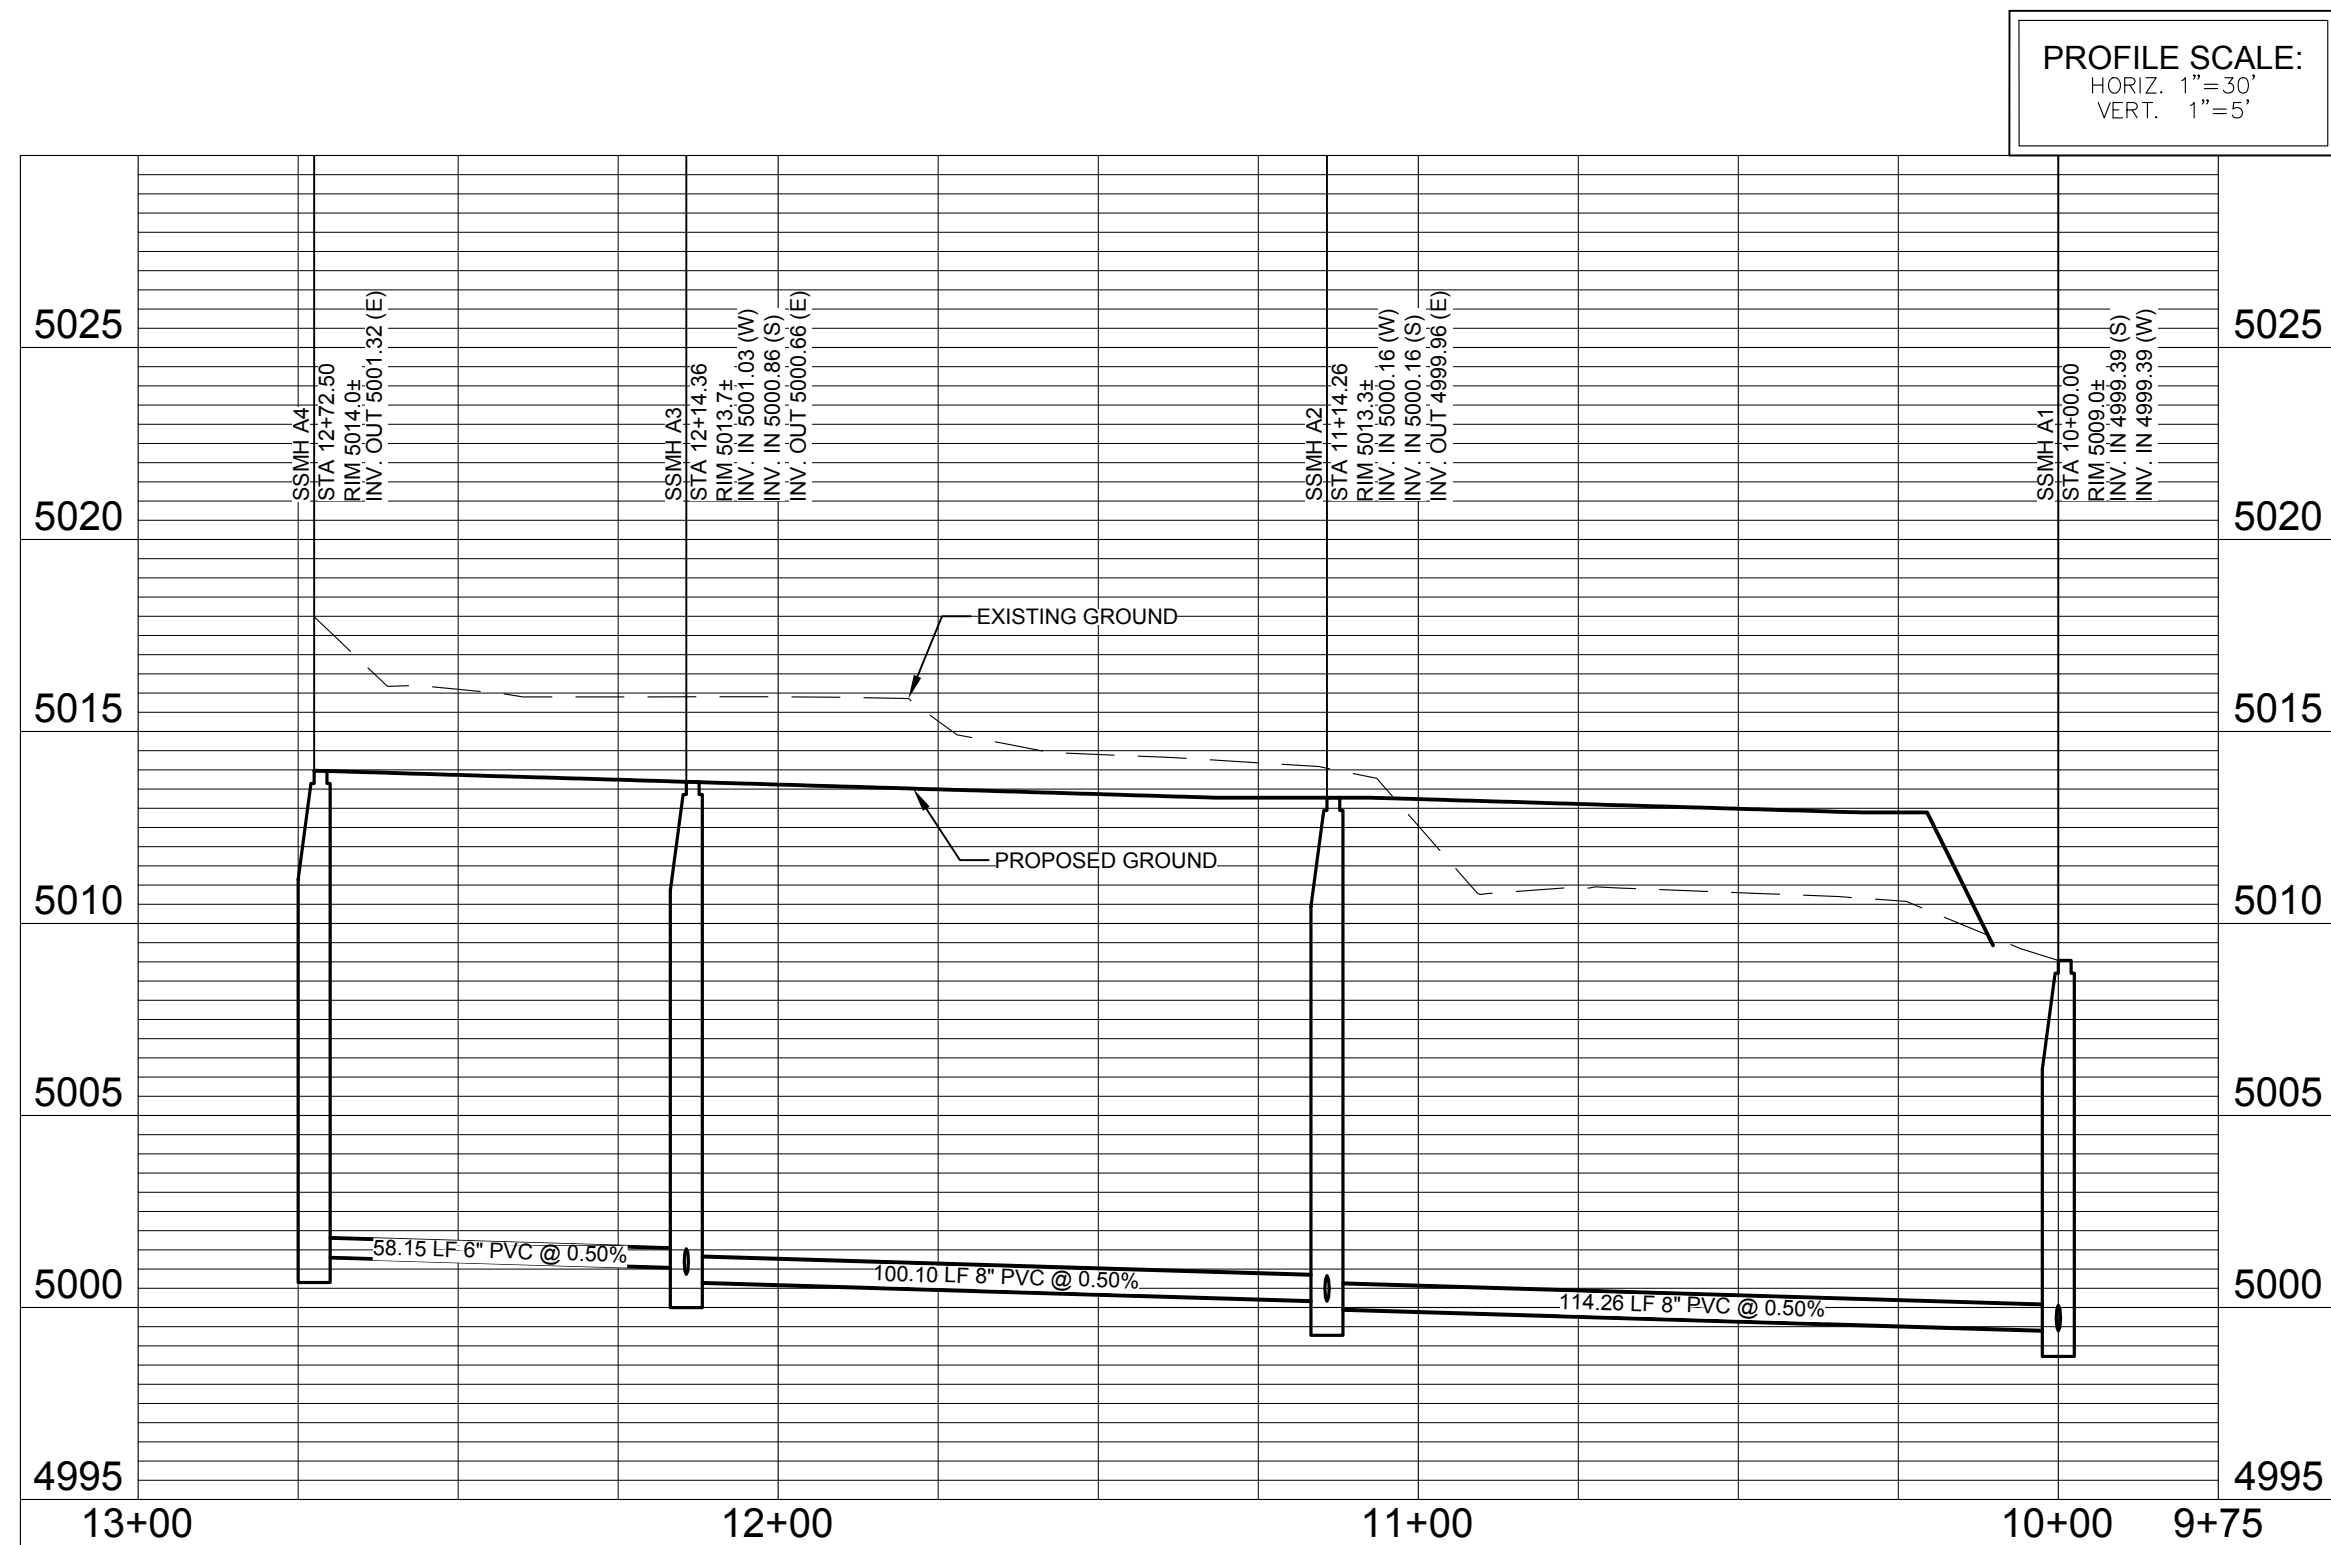 PROFILE SCALE:
HORIZ. 1"=30'
VERT. 1"=5'
5025
5025
SSMH A4
STA 12+72.50
RIM 5014.0±
INV. OUT 5001.32 (E)
SSMH A3
STA 12+14.36
RIM 5013.7±
INV. IN 5001.03 (W)
INV. IN 5000.86 (S)
INV. OUT 5000.66 (E)
SSMH A2
STA 11+14.26
RIM 5013.3±
INV. IN 5000.16 (W)
INV. IN 5000.16 (S)
INV. OUT 4999.96 (E)
SSMH A1
STA 10+00.00
RIM 5009.0±
INV. IN 4999.39 (S)
INV. IN 4999.39 (W)
5020
5020
EXISTING GROUND
5015
5015
PROPOSED GROUND
5010
5010
5005
5005
58.15 LF 6" PVC @ 0.50%
100.10 LF 8" PVC @ 0.50%
114.26 LF 8" PVC @ 0.50%
5000
5000
4995
4995
13+00
12+00
11+00
10+00
9+75